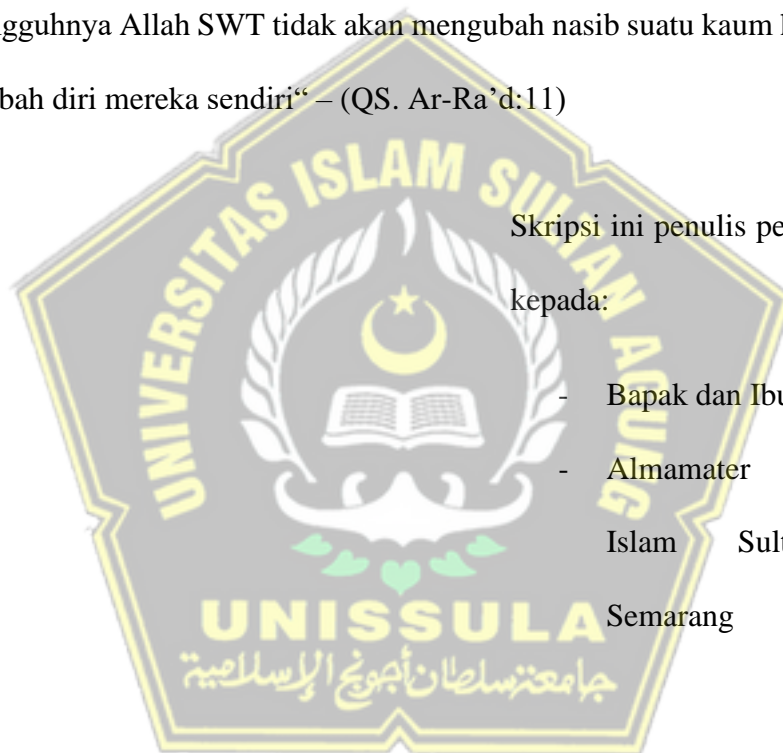 ngguhnya Allah SWT tidak akan mengubah nasib suatu kaum
bah diri mereka sendiri“ – (QS. Ar-Ra’d:11)
UNIVERSITAS ISLAM SULTAN AGUNG
Skripsi ini penulis pe
kepada:
- Bapak dan Ibu
- Almamater
Islam Sult
Semarang
UNISSULA
جامعة سلطان أجونج الإسلامية